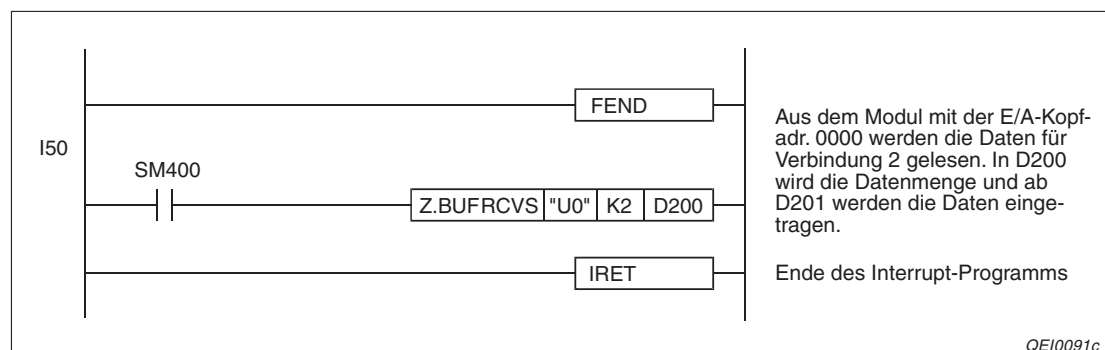 FEND
I50
SM400
Z.BUFRCVS "U0" K2 D200
Aus dem Modul mit der E/A-Kopf-
adr. 0000 werden die Daten für
Verbindung 2 gelesen. In D200
wird die Datenmenge und ab
D201 werden die Daten einge-
tragen.
IRET
Ende des Interrupt-Programms
QEI0091c